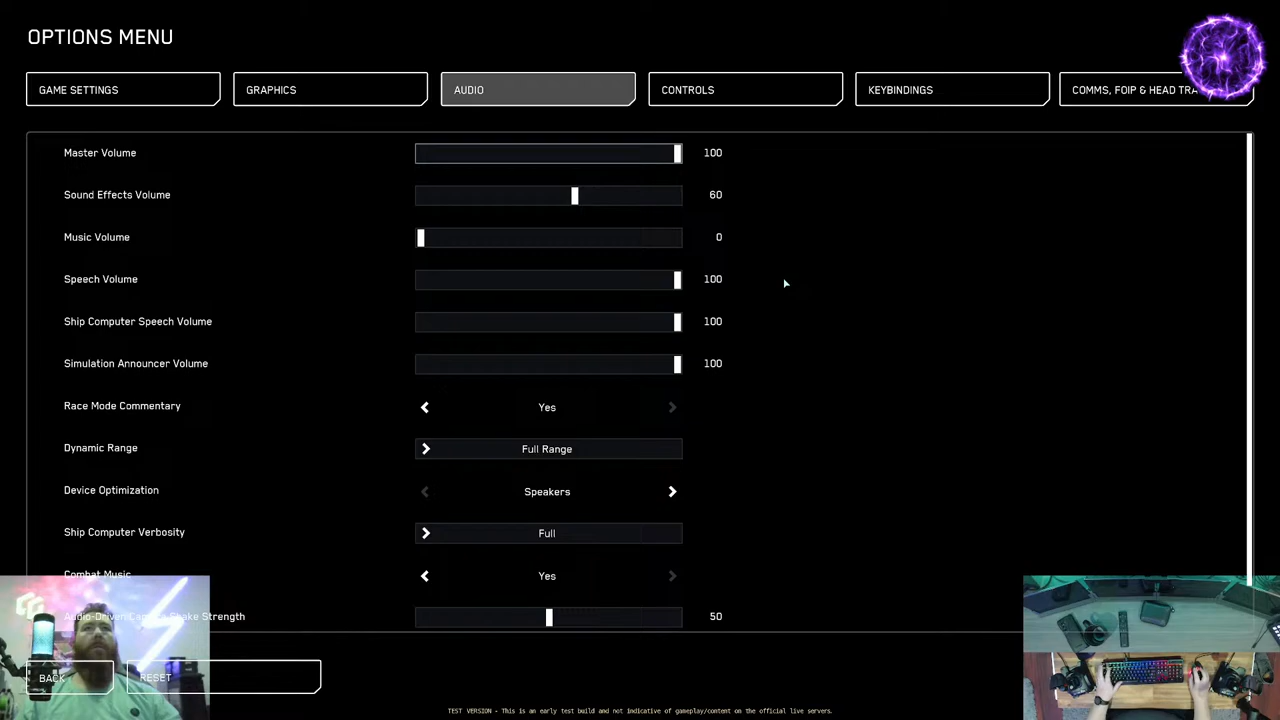 OPTIONS MENU
GAME SETTINGS
GRAPHICS
AUDIO
CONTROLS
KEYBINDINGS
COMMS, FOIP & HEAD TRA
Master Volume 100
Sound Effects Volume 60
Music Volume 0
Speech Volume 100
Ship Computer Speech Volume 100
Simulation Announcer Volume 100
Race Mode Commentary Yes
Dynamic Range Full Range
Device Optimization Speakers
Ship Computer Verbosity Full
Combat Music Yes
Audio-Driven Camera Shake Strength 50
BACK
RESET
TEST VERSION - This is an early test build and not indicative of gameplay/content on the official live servers.